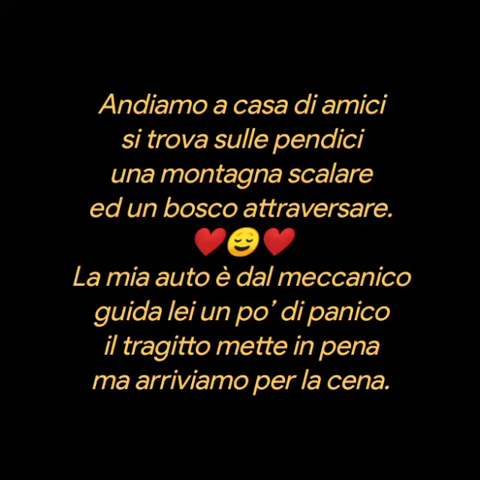 Andiamo a casa di amici
si trova sulle pendici
una montagna scalare
ed un bosco attraversare.
❤️😌❤️
La mia auto è dal meccanico
guida lei un po’ di panico
il tragitto mette in pena
ma arriviamo per la cena.